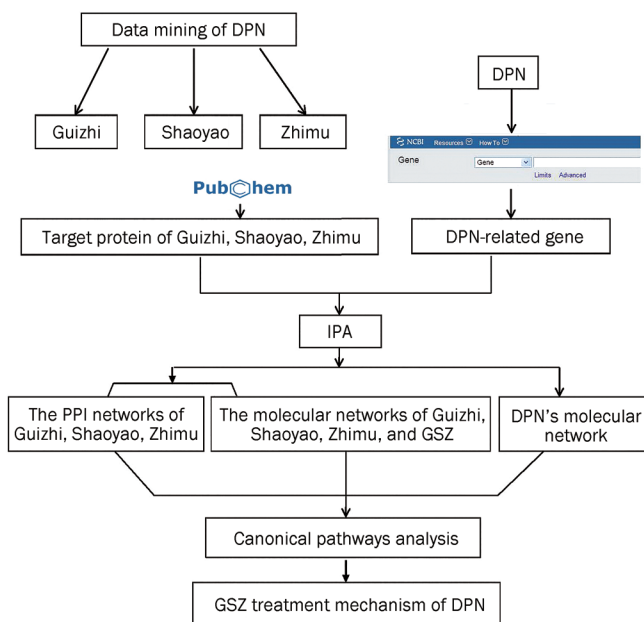 Data mining of DPN
Guizhi
Shaoyao
Zhimu
DPN
NCBI Resources How To
Gene
Gene
Limits Advanced
PubChem
Target protein of Guizhi, Shaoyao, Zhimu
DPN-related gene
IPA
The PPI networks of
Guizhi, Shaoyao, Zhimu
The molecular networks of Guizhi,
Shaoyao, Zhimu, and GSZ
DPN's molecular
network
Canonical pathways analysis
GSZ treatment mechanism of DPN